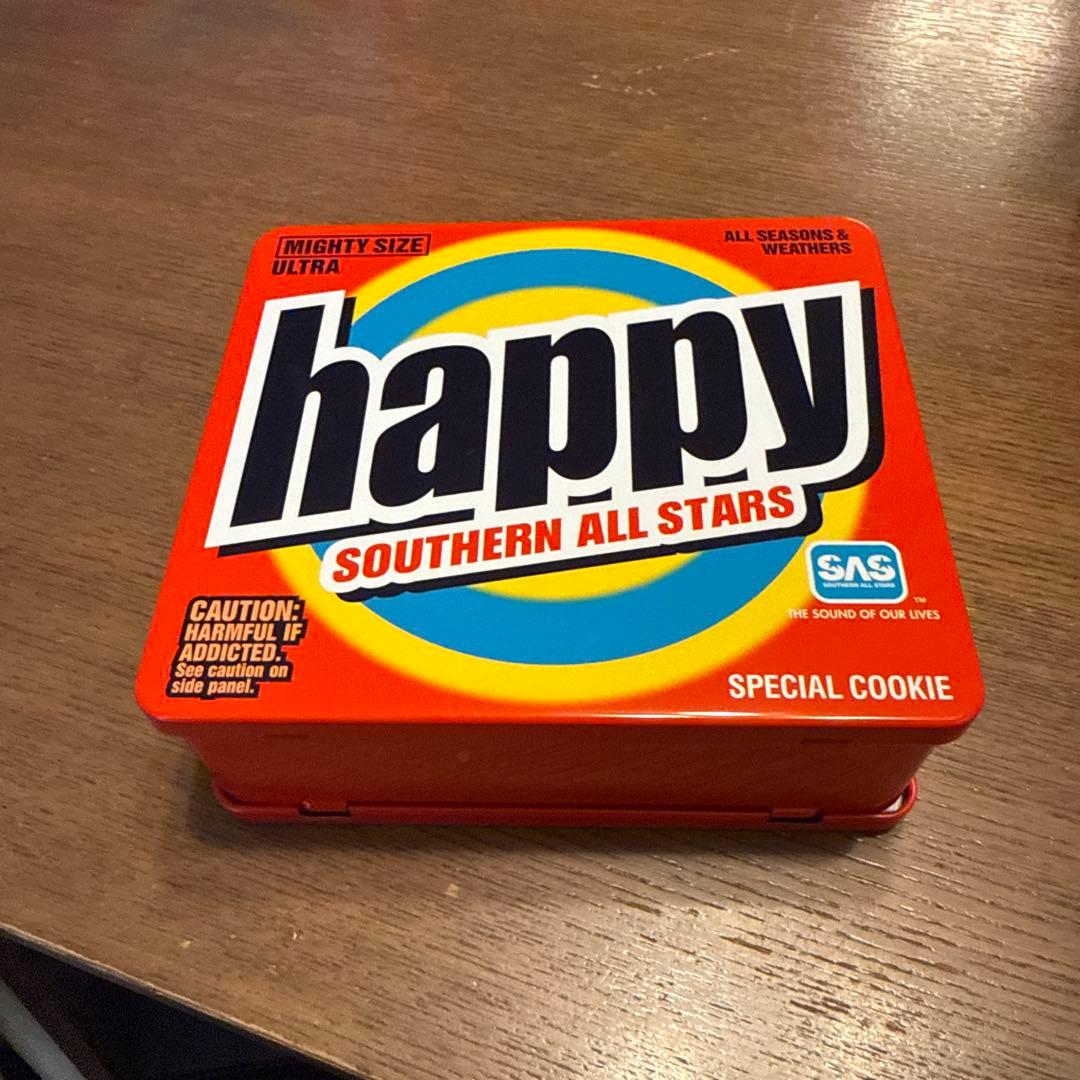 MIGHTY SIZE
ULTRA
ALL SEASONS &
WEATHERS
happy
SOUTHERN ALL STARS
SAS
SOUTHERN ALL STARS
TM
THE SOUND OF OUR LIVES
CAUTION:
HARMFUL IF
ADDICTED.
See caution on
side panel.
SPECIAL COOKIE